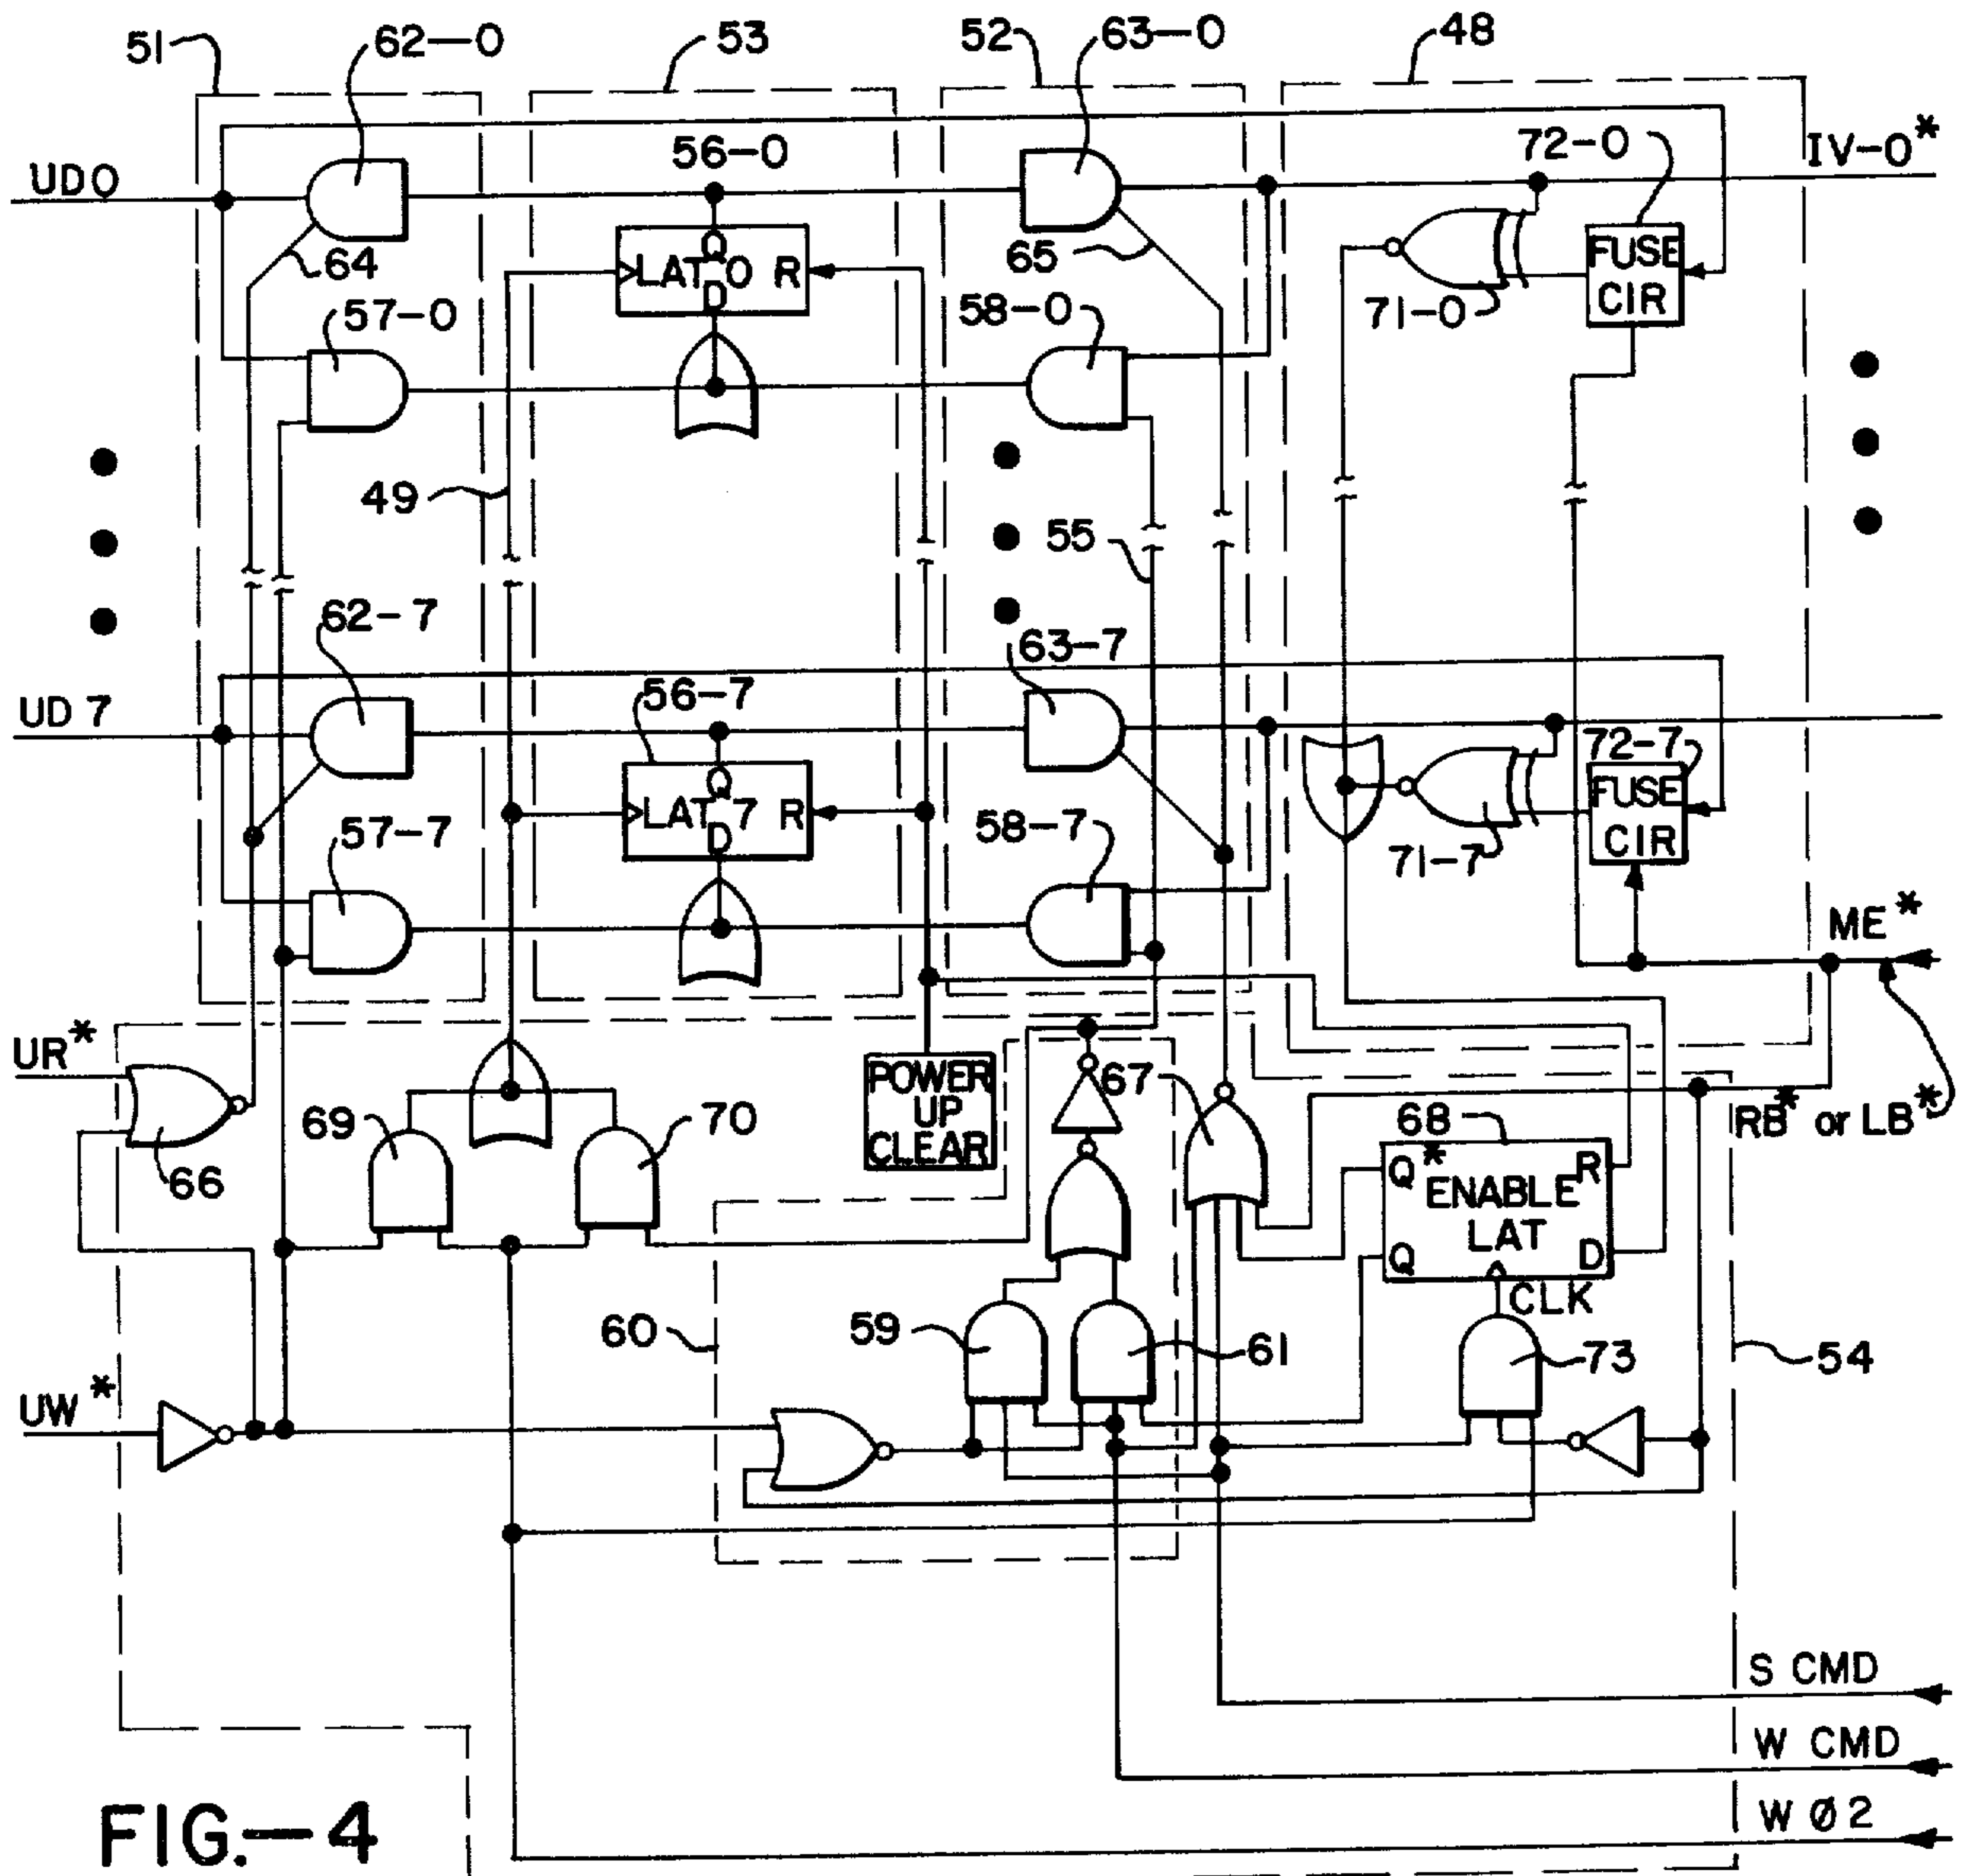 51
62-0
53
52
63-0
48
UD0
56-0
72-0
IV-0*
LAT 0
Q
D
R
FUSE
CIR
64
65
71-0
57-0
58-0
49
55
62-7
63-7
UD 7
56-7
72-7
LAT 7
Q
D
R
FUSE
CIR
57-7
58-7
71-7
ME*
UR*
POWER
UP
CLEAR
67
RB* or LB*
69
70
68
66
Q*
ENABLE
LAT
R
Q
D
CLK
60
59
61
73
54
UW*
S CMD
W CMD
W Ø2
FIG.-4